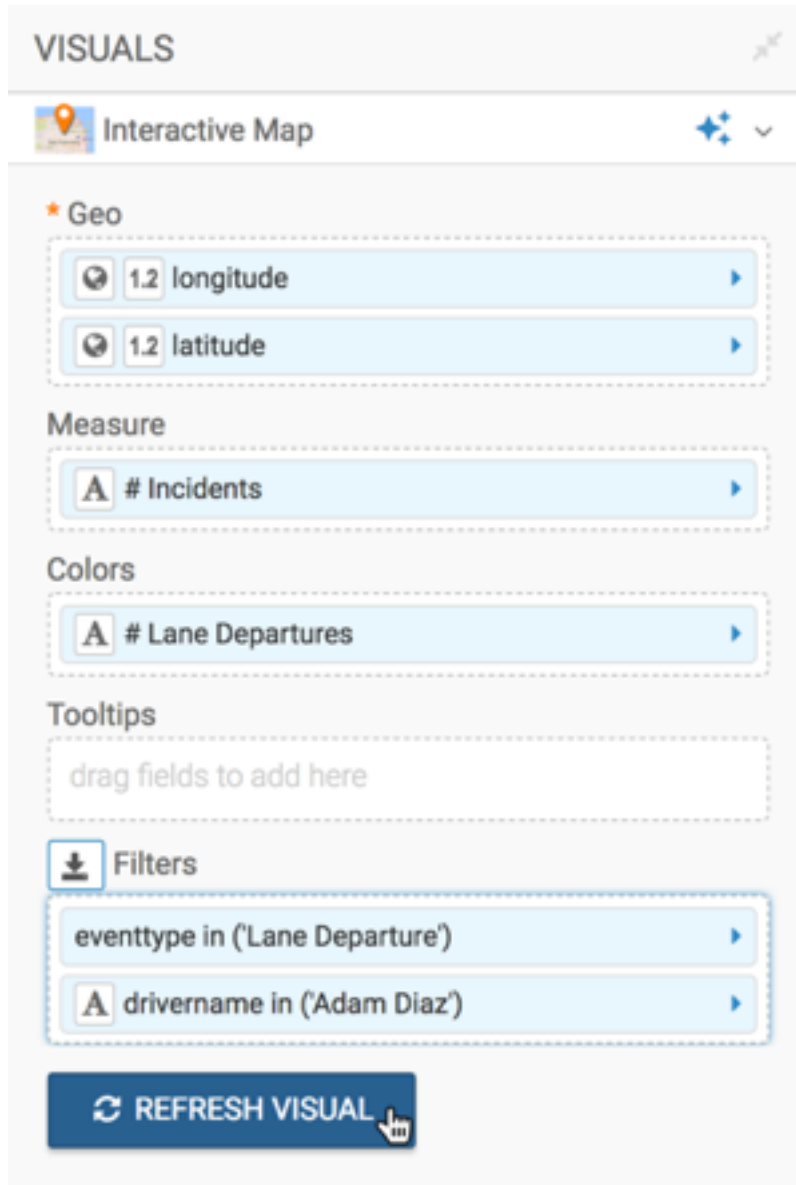 VISUALS
Interactive Map
* Geo
1.2 longitude
1.2 latitude
Measure
A # Incidents
Colors
A # Lane Departures
Tooltips
drag fields to add here
Filters
eventtype in ('Lane Departure')
A drivername in ('Adam Diaz')
REFRESH VISUAL